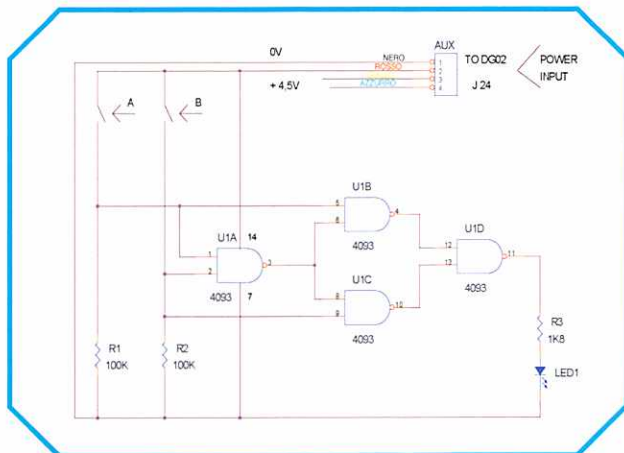 AUX
0V
NERO
1
TO DG02
POWER
ROSSO
2
INPUT
3
+ 4,5V
AZZURRO
4
J 24
A
B
U1B
5
4
6
U1D
U1A
14
4093
12
11
1
3
13
2
U1C
4093
4093
7
8
10
9
R3
4093
1K8
R1
R2
100K
100K
LED1